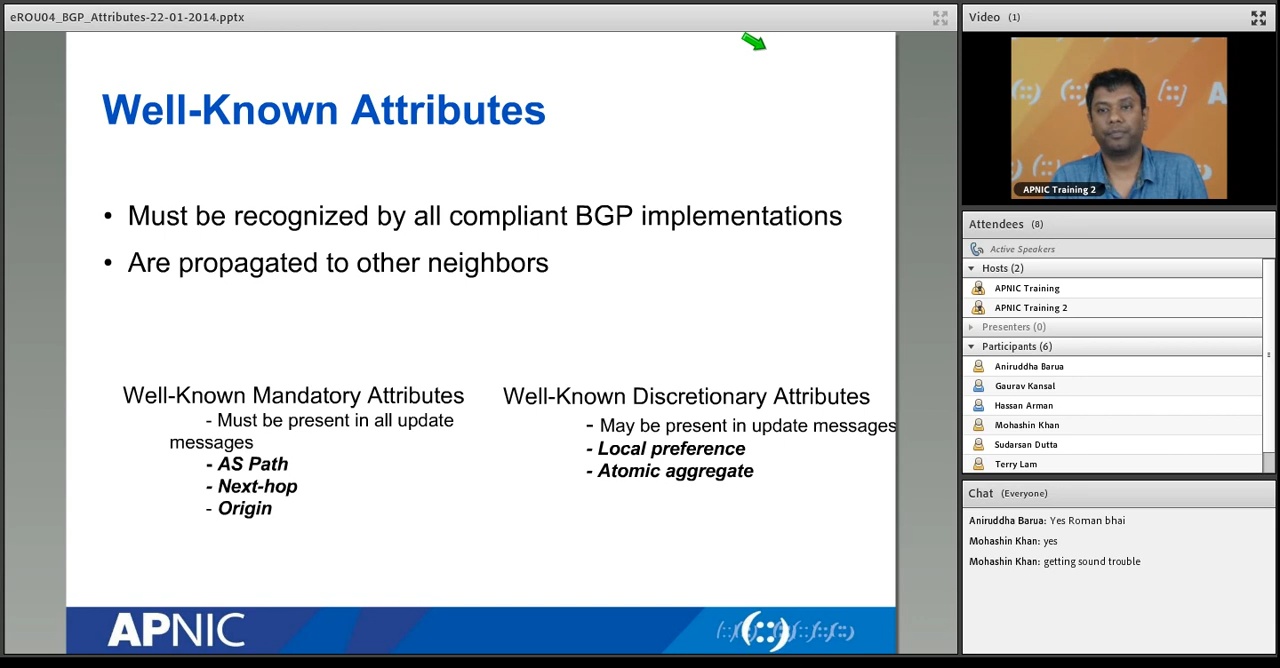 eROU04_BGP_Attributes-22-01-2014.pptx
Well-Known Attributes
• Must be recognized by all compliant BGP implementations
• Are propagated to other neighbors
Well-Known Mandatory Attributes
- Must be present in all update
messages
- AS Path
- Next-hop
- Origin
Well-Known Discretionary Attributes
- May be present in update messages
- Local preference
- Atomic aggregate
APNIC
Video (1)
A
AP
APNIC Training 2
Attendees (8)
Active Speakers
Hosts (2)
APNIC Training
APNIC Training 2
Presenters (0)
Participants (6)
Aniruddha Barua
Gaurav Kansal
Hassan Arman
Mohashin Khan
Sudarsan Dutta
Terry Lam
Chat (Everyone)
Aniruddha Barua: Yes Roman bhai
Mohashin Khan: yes
Mohashin Khan: getting sound trouble